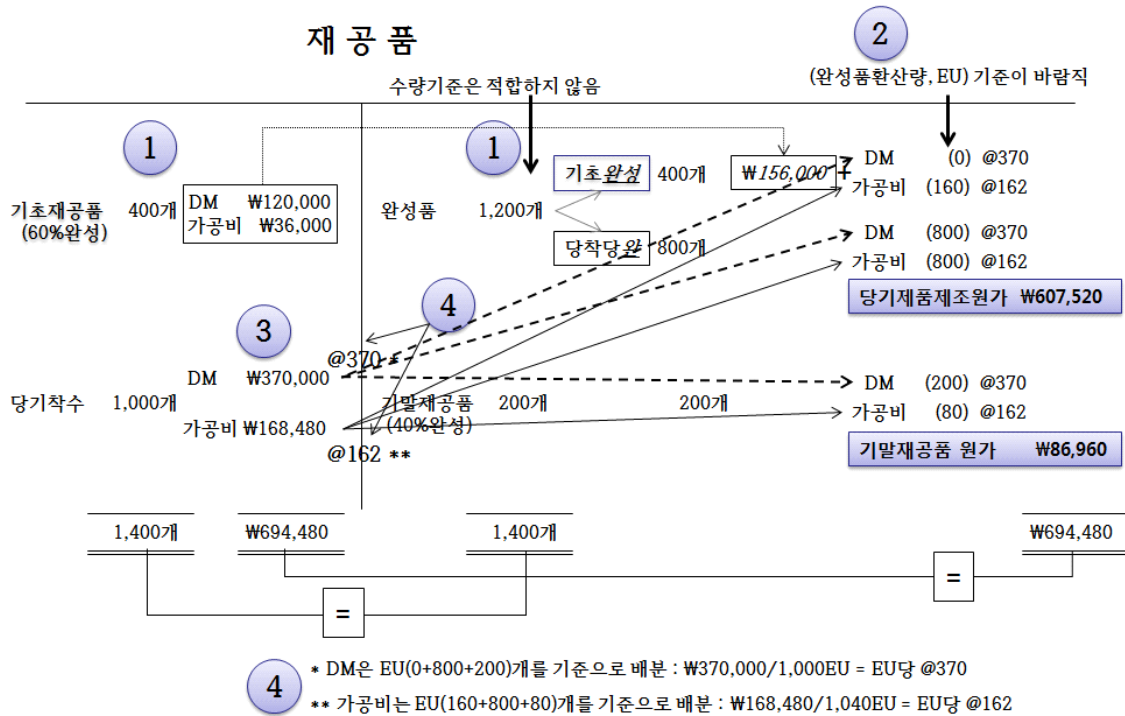 재 공 품
2
수량기준은 적합하지 않음
(완성품환산량, EU) 기준이 바람직
1
1
기초재공품 400개
(60%완성)
DM ₩120,000
가공비 ₩36,000
완성품 1,200개
기초완성 400개
당착당완 800개
₩156,000 +
DM (0) @370
가공비 (160) @162
DM (800) @370
가공비 (800) @162
당기제품제조원가 ₩607,520
3
4
@370 *
당기착수 1,000개
DM ₩370,000
가공비 ₩168,480
@162 **
기말재공품 200개 200개
(40%완성)
DM (200) @370
가공비 (80) @162
기말재공품 원가 ₩86,960
1,400개 ₩694,480 1,400개 ₩694,480
=
=
4
* DM은 EU(0+800+200)개를 기준으로 배분 : ₩370,000/1,000EU = EU당 @370
** 가공비는 EU(160+800+80)개를 기준으로 배분 : ₩168,480/1,040EU = EU당 @162